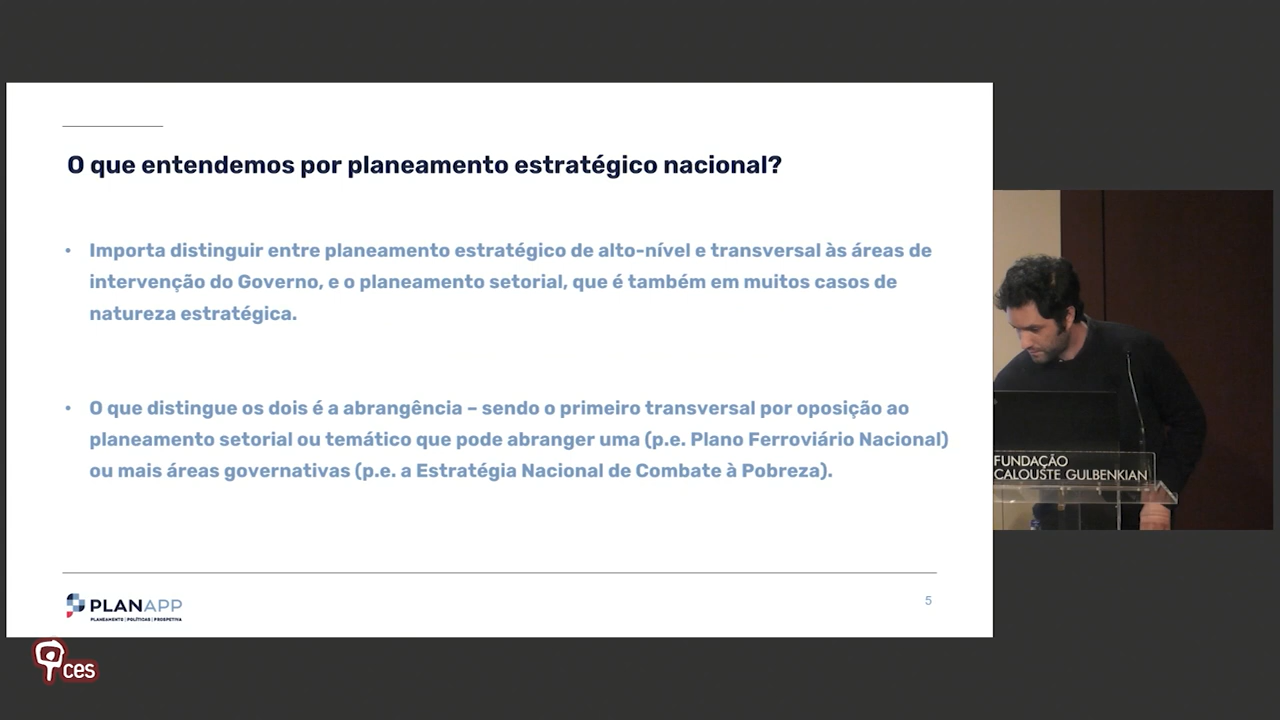 O que entendemos por planeamento estratégico nacional?
• Importa distinguir entre planeamento estratégico de alto-nível e transversal às áreas de
intervenção do Governo, e o planeamento setorial, que é também em muitos casos de
natureza estratégica.
• O que distingue os dois é a abrangência – sendo o primeiro transversal por oposição ao
planeamento setorial ou temático que pode abranger uma (p.e. Plano Ferroviário Nacional)
ou mais áreas governativas (p.e. a Estratégia Nacional de Combate à Pobreza).
PLANAPP
PLANEAMENTO | POLÍTICAS | PROSPETIVA
5
ces
FUNDAÇÃO
CALOUSTE GULBENKIAN